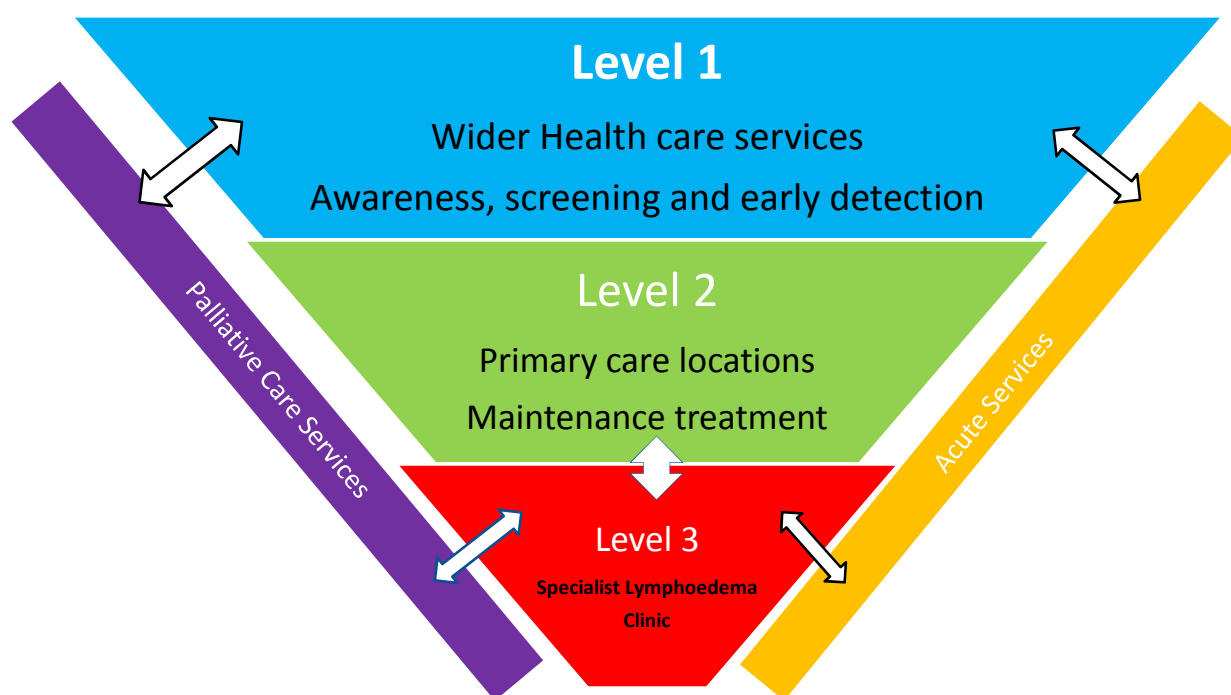 Level 1
Wider Health care services
Awareness, screening and early detection
Level 2
Primary care locations
Maintenance treatment
Level 3
Specialist Lymphoedema
Clinic
Palliative Care Services
Acute Services